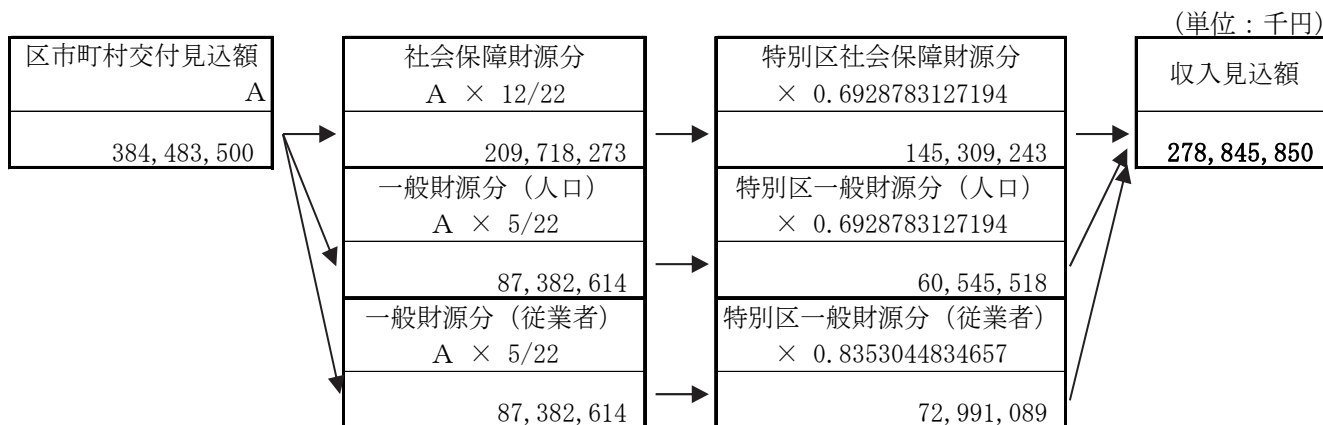 (単位：千円)
区市町村交付見込額
A
384,483,500
社会保障財源分
A × 12/22
209,718,273
特別区社会保障財源分
× 0.6928783127194
145,309,243
収入見込額
278,845,850
一般財源分（人口）
A × 5/22
87,382,614
特別区一般財源分（人口）
× 0.6928783127194
60,545,518
一般財源分（従業者）
A × 5/22
87,382,614
特別区一般財源分（従業者）
× 0.8353044834657
72,991,089